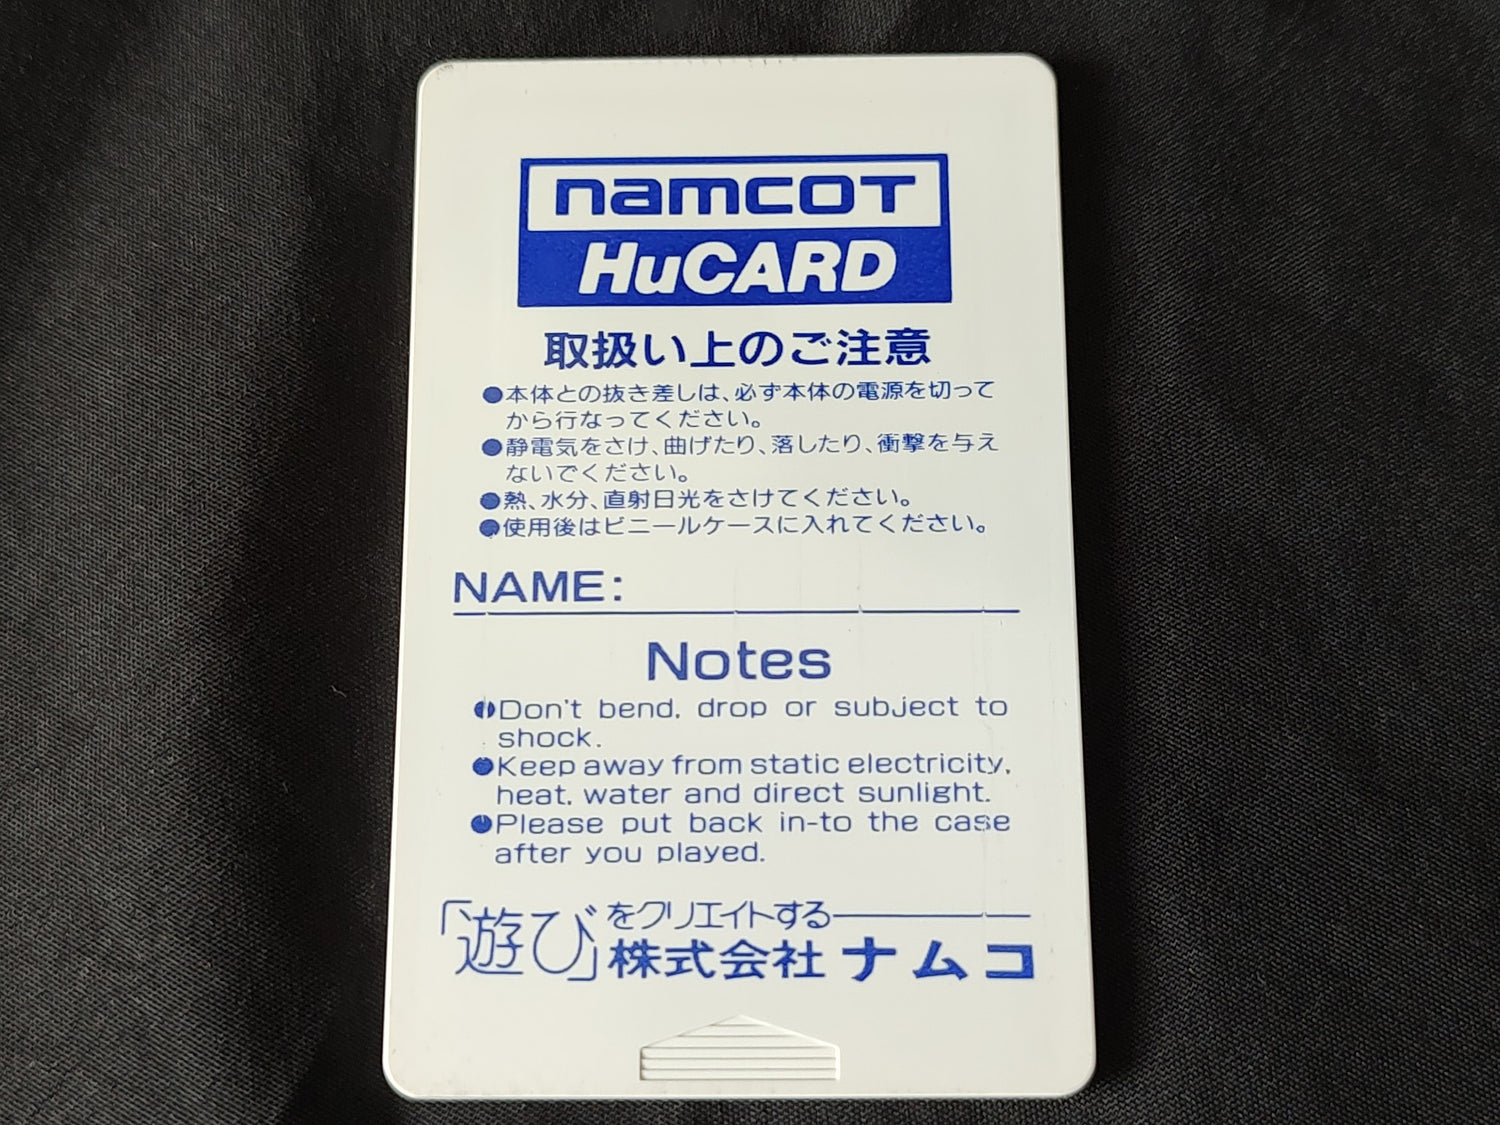 namcoT
HuCARD
取扱い上のご注意
●本体との抜き差しは、必ず本体の電源を切って
から行なってください。
●静電気をさけ、曲げたり、落したり、衝撃を与え
ないでください。
●熱、水分、直射日光をさけてください。
●使用後はビニールケースに入れてください。
NAME:
Notes
●Don't bend, drop or subject to
shock.
●Keep away from static electricity,
heat, water and direct sunlight.
●Please put back in-to the case
after you played.
「遊び」をクリエイトする
株式会社ナムコ